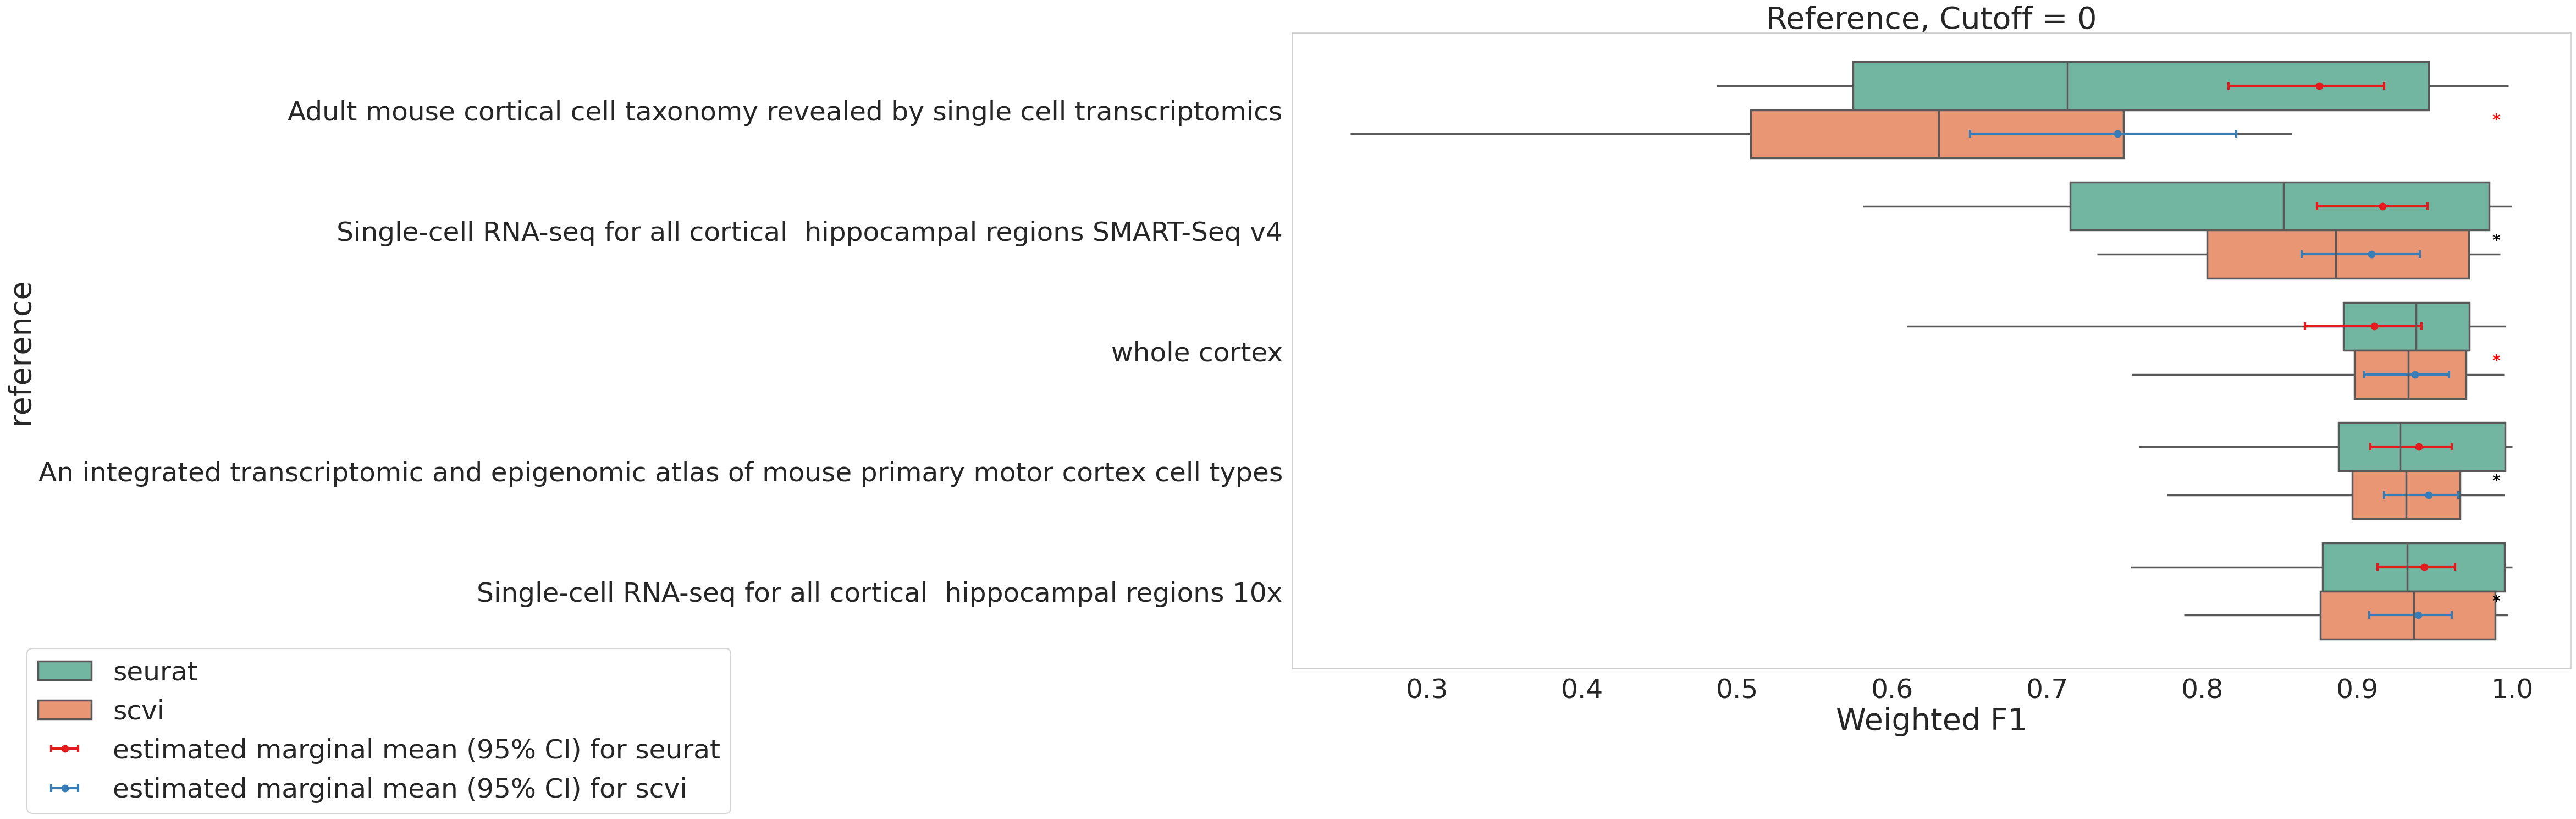 Reference, Cutoff = 0
Adult mouse cortical cell taxonomy revealed by single cell transcriptomics
*
Single-cell RNA-seq for all cortical  hippocampal regions SMART-Seq v4
*
whole cortex
*
An integrated transcriptomic and epigenomic atlas of mouse primary motor cortex cell types
*
Single-cell RNA-seq for all cortical  hippocampal regions 10x
*
reference
0.3 0.4 0.5 0.6 0.7 0.8 0.9 1.0
Weighted F1
seurat
scvi
estimated marginal mean (95% CI) for seurat
estimated marginal mean (95% CI) for scvi